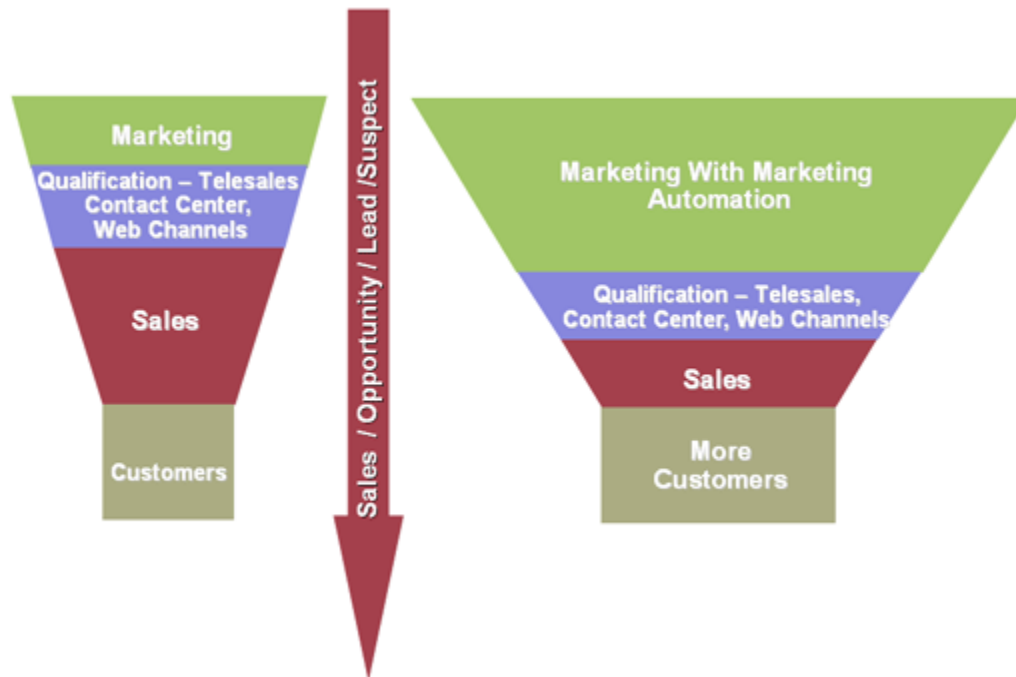 Marketing
Qualification – Telesales
Contact Center,
Web Channels
Sales
Customers
Sales / Opportunity / Lead /Suspect
Marketing With Marketing
Automation
Qualification – Telesales,
Contact Center, Web Channels
Sales
More
Customers